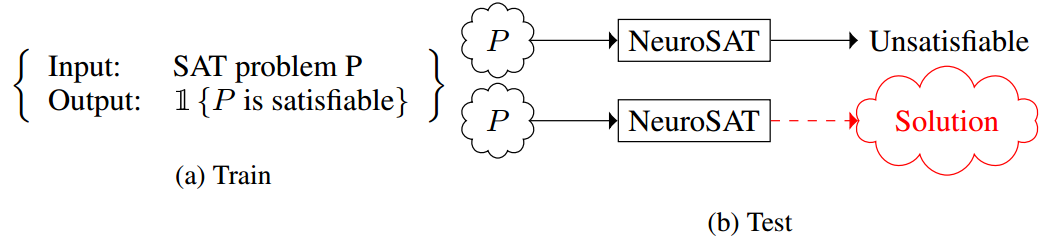 Input: SAT problem P
Output: 𝟙 {P is satisfiable}
(a) Train
P NeuroSAT Unsatisfiable
P NeuroSAT Solution
(b) Test